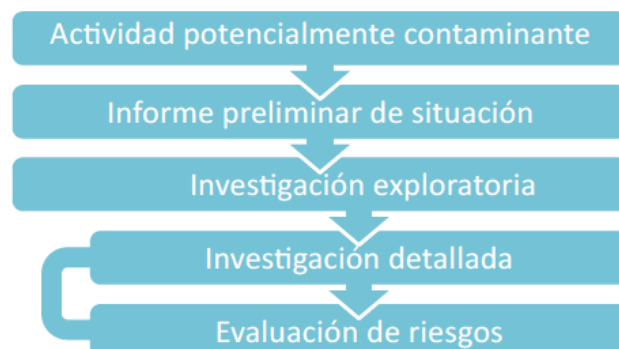 Actividad potencialmente contaminante
Informe preliminar de situación
Investigación exploratoria
Investigación detallada
Evaluación de riesgos